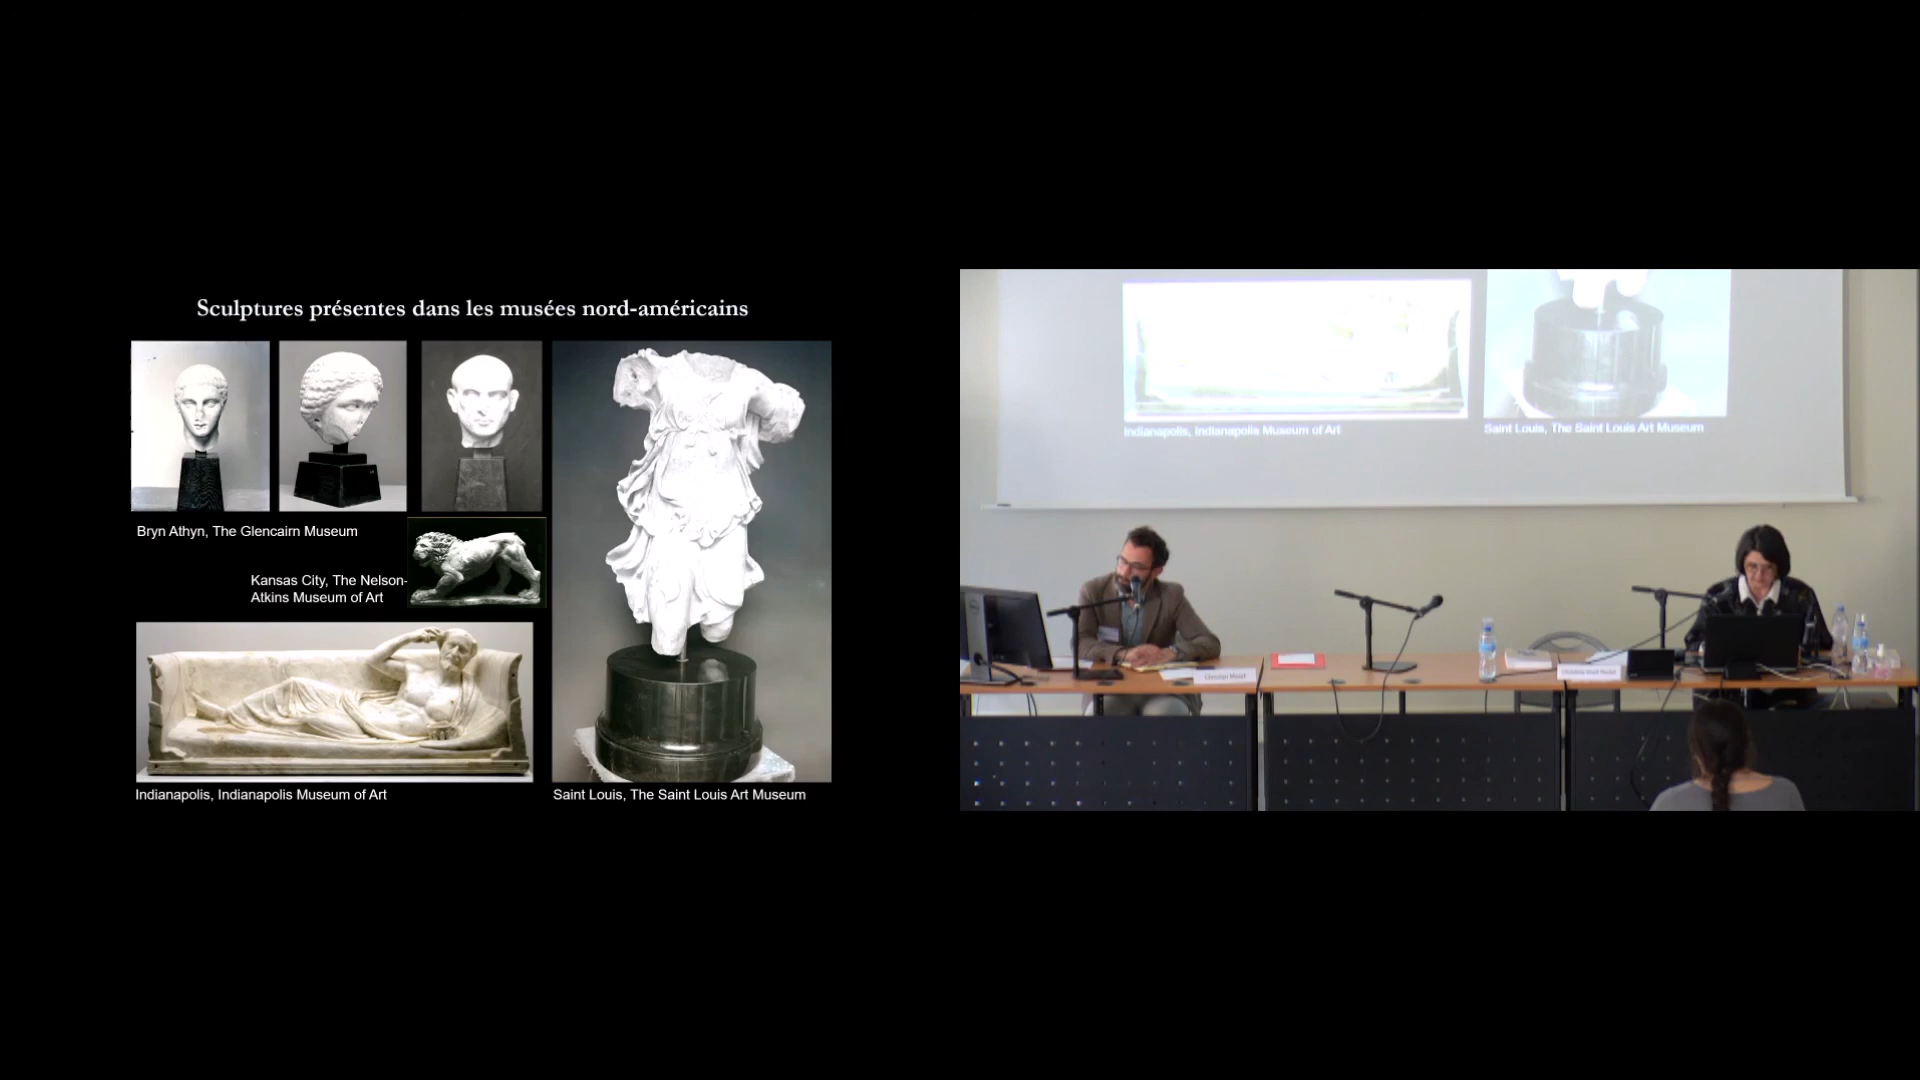 Sculptures présentes dans les musées nord-américains
Bryn Athyn, The Glencairn Museum
Kansas City, The Nelson-
Atkins Museum of Art
Indianapolis, Indianapolis Museum of Art
Saint Louis, The Saint Louis Art Museum
Indianapolis, Indianapolis Museum of Art
Saint Louis, The Saint Louis Art Museum